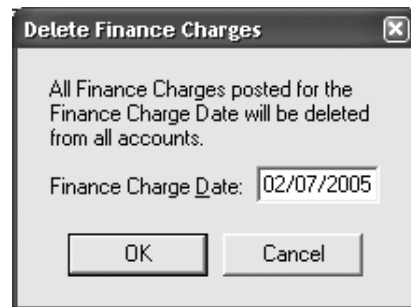 Delete Finance Charges
All Finance Charges posted for the
Finance Charge Date will be deleted
from all accounts.
Finance Charge Date: 02/07/2005
OK Cancel